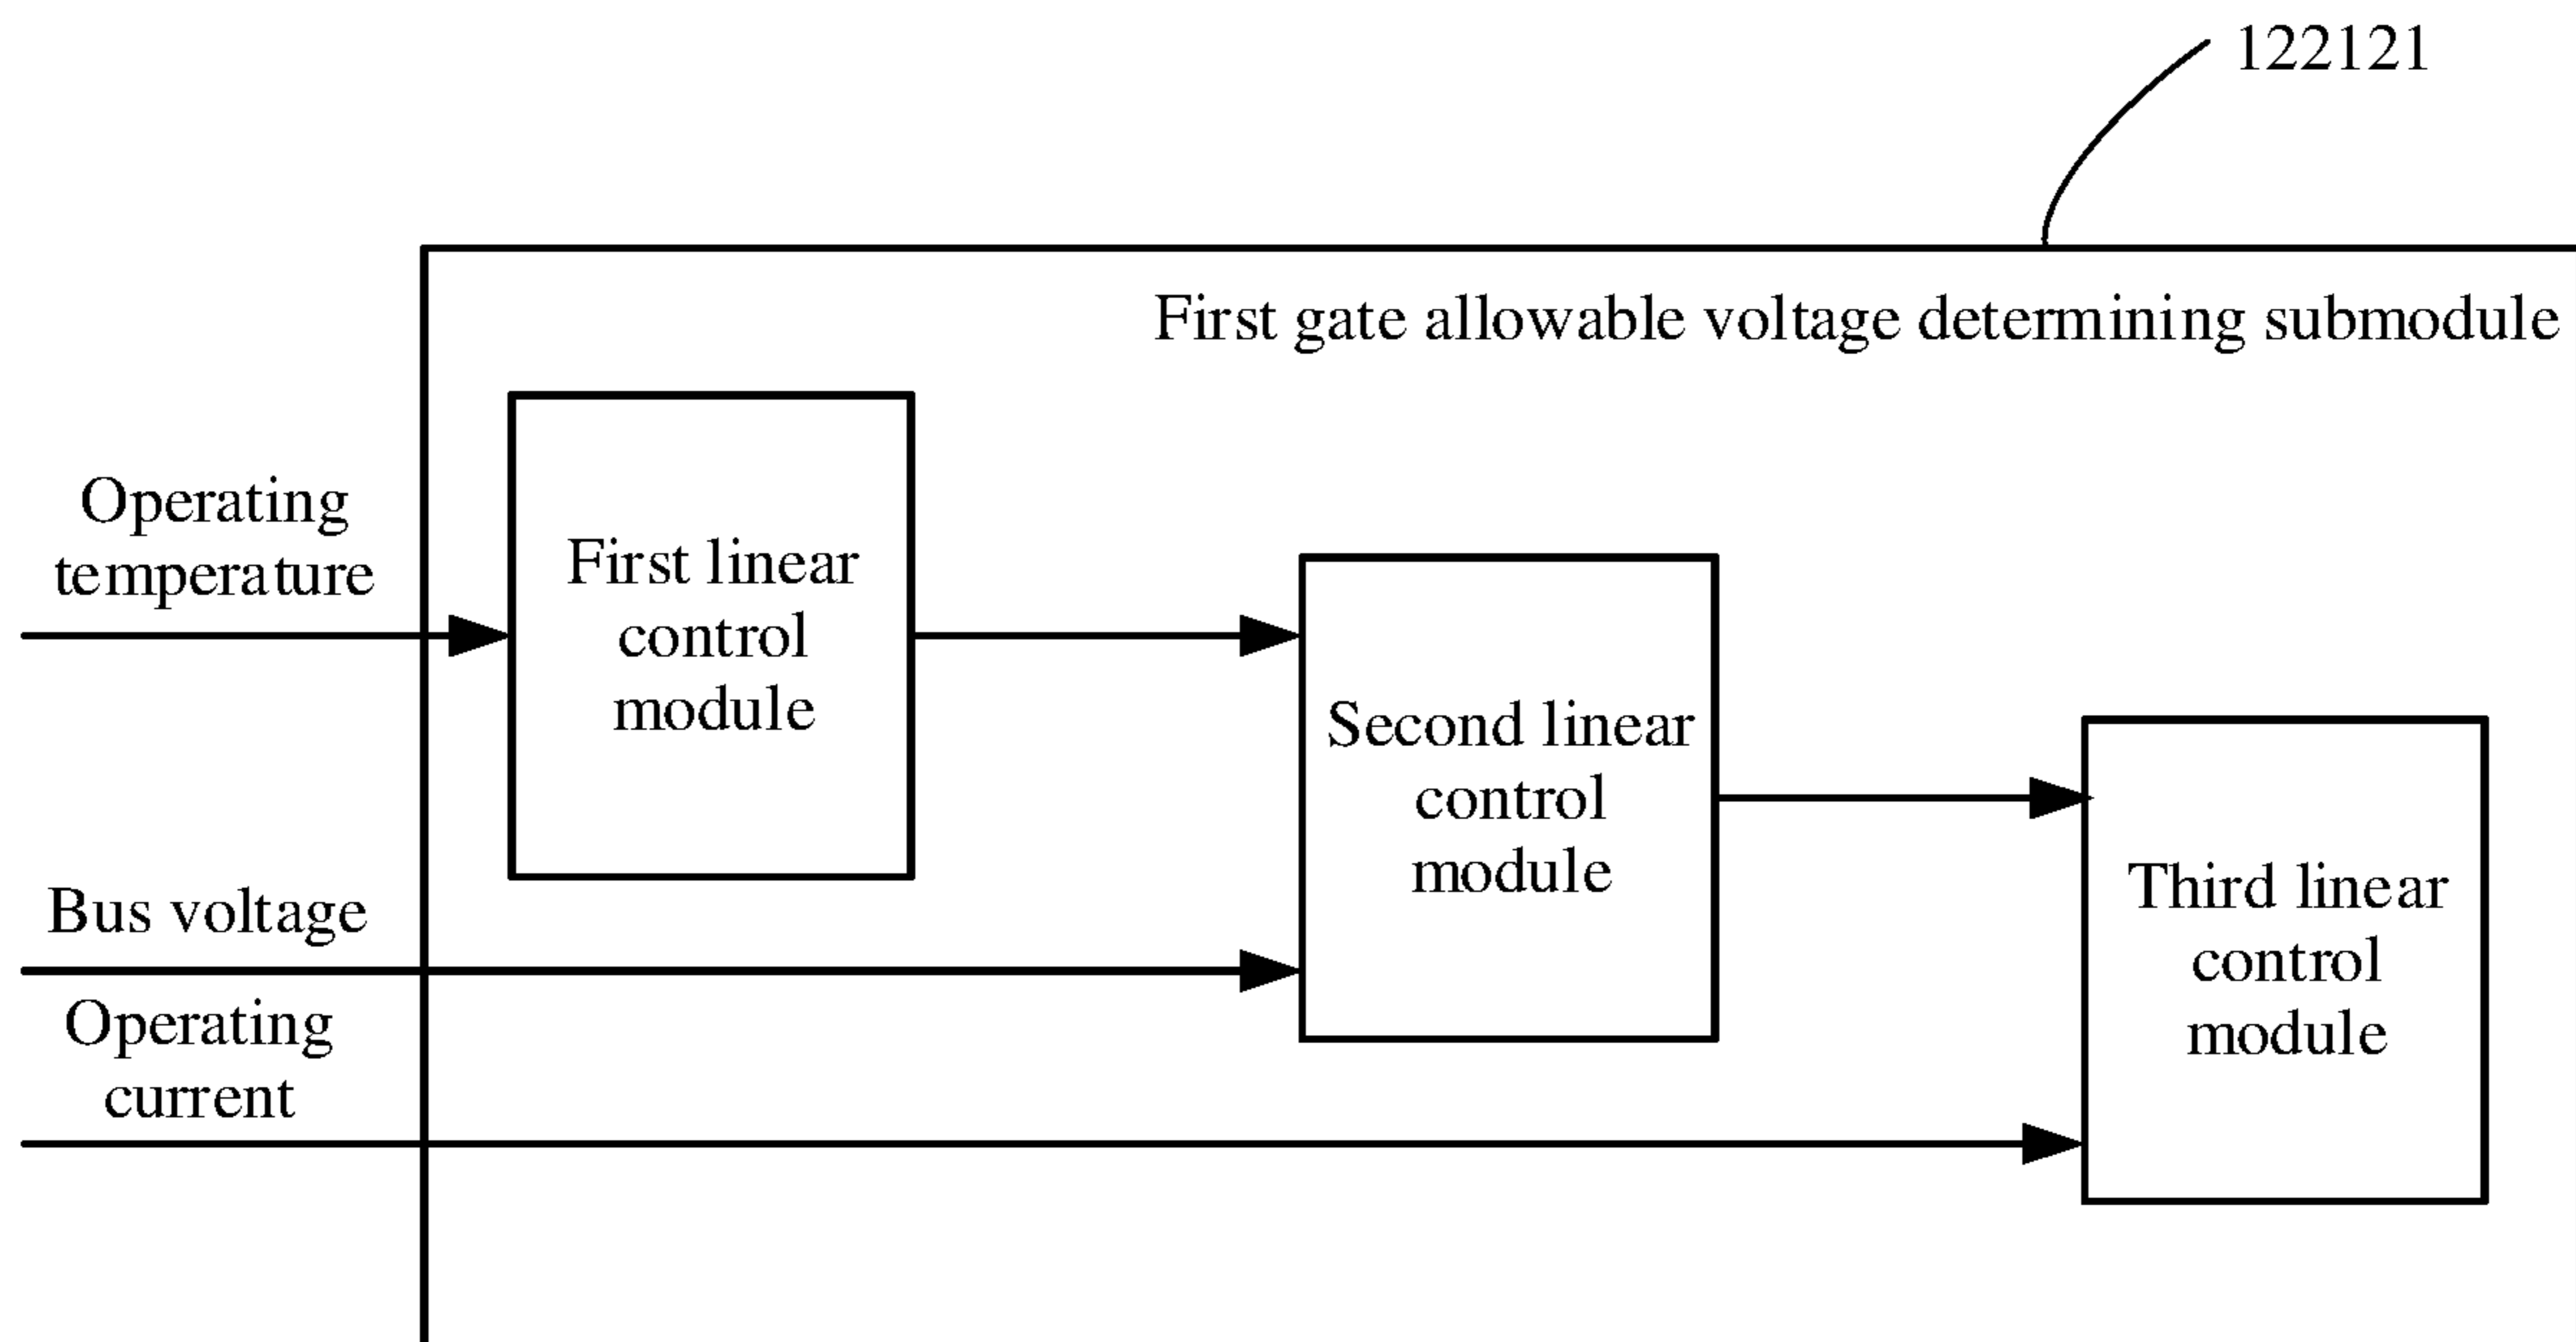 122121
First gate allowable voltage determining submodule
Operating
temperature
First linear
control
module
Second linear
control
module
Third linear
control
module
Bus voltage
Operating
current